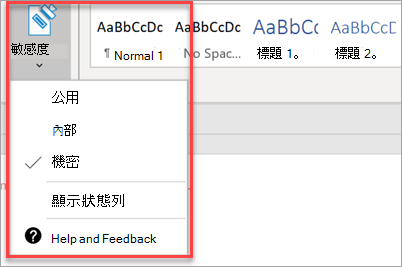 AaBbCcDc AaBbCcDc AaBbCc AaBbCcD
敏感度
¶ Normal 1 No Spac... 標題 1。 標題 2。
公用
內部
機密
顯示狀態列
Help and Feedback